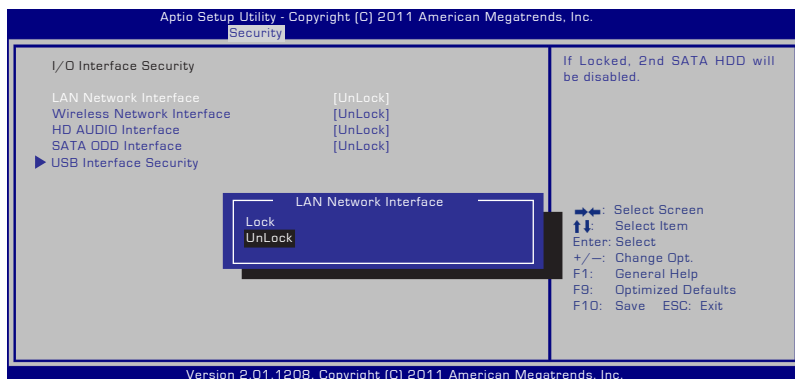 Aptio Setup Utility - Copyright (C) 2011 American Megatrends, Inc.
Security
I/O Interface Security
LAN Network Interface [UnLock]
Wireless Network Interface [UnLock]
HD AUDIO Interface [UnLock]
SATA ODD Interface [UnLock]
USB Interface Security
LAN Network Interface
Lock
UnLock
If Locked, 2nd SATA HDD will
be disabled.
: Select Screen
: Select Item
Enter: Select
+/—: Change Opt.
F1: General Help
F9: Optimized Defaults
F10: Save ESC: Exit
Version 2.01.1208. Copyright (C) 2011 American Megatrends, Inc.